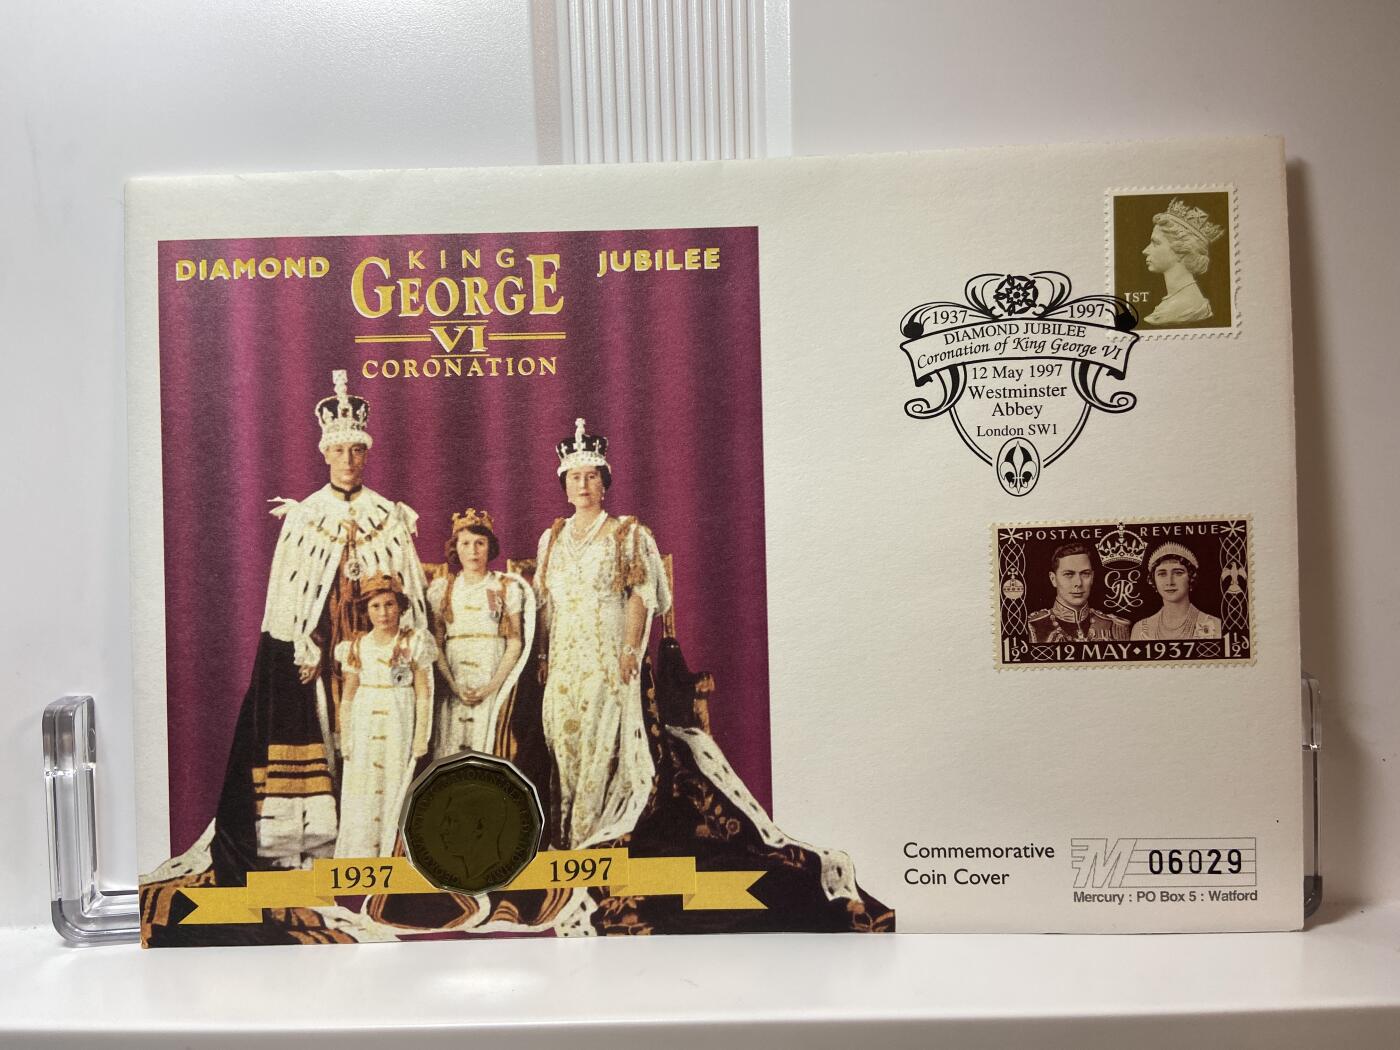 DIAMOND KING JUBILEE
GEORGE
VI
CORONATION
1937 1997
1ST
1937 1997
DIAMOND JUBILEE
Coronation of King George VI
12 May 1997
Westminster
Abbey
London SW1
POSTAGE REVENUE
1½d 12 MAY • 1937 1½d
Commemorative
Coin Cover
M 06029
Mercury : PO Box 5 : Watford